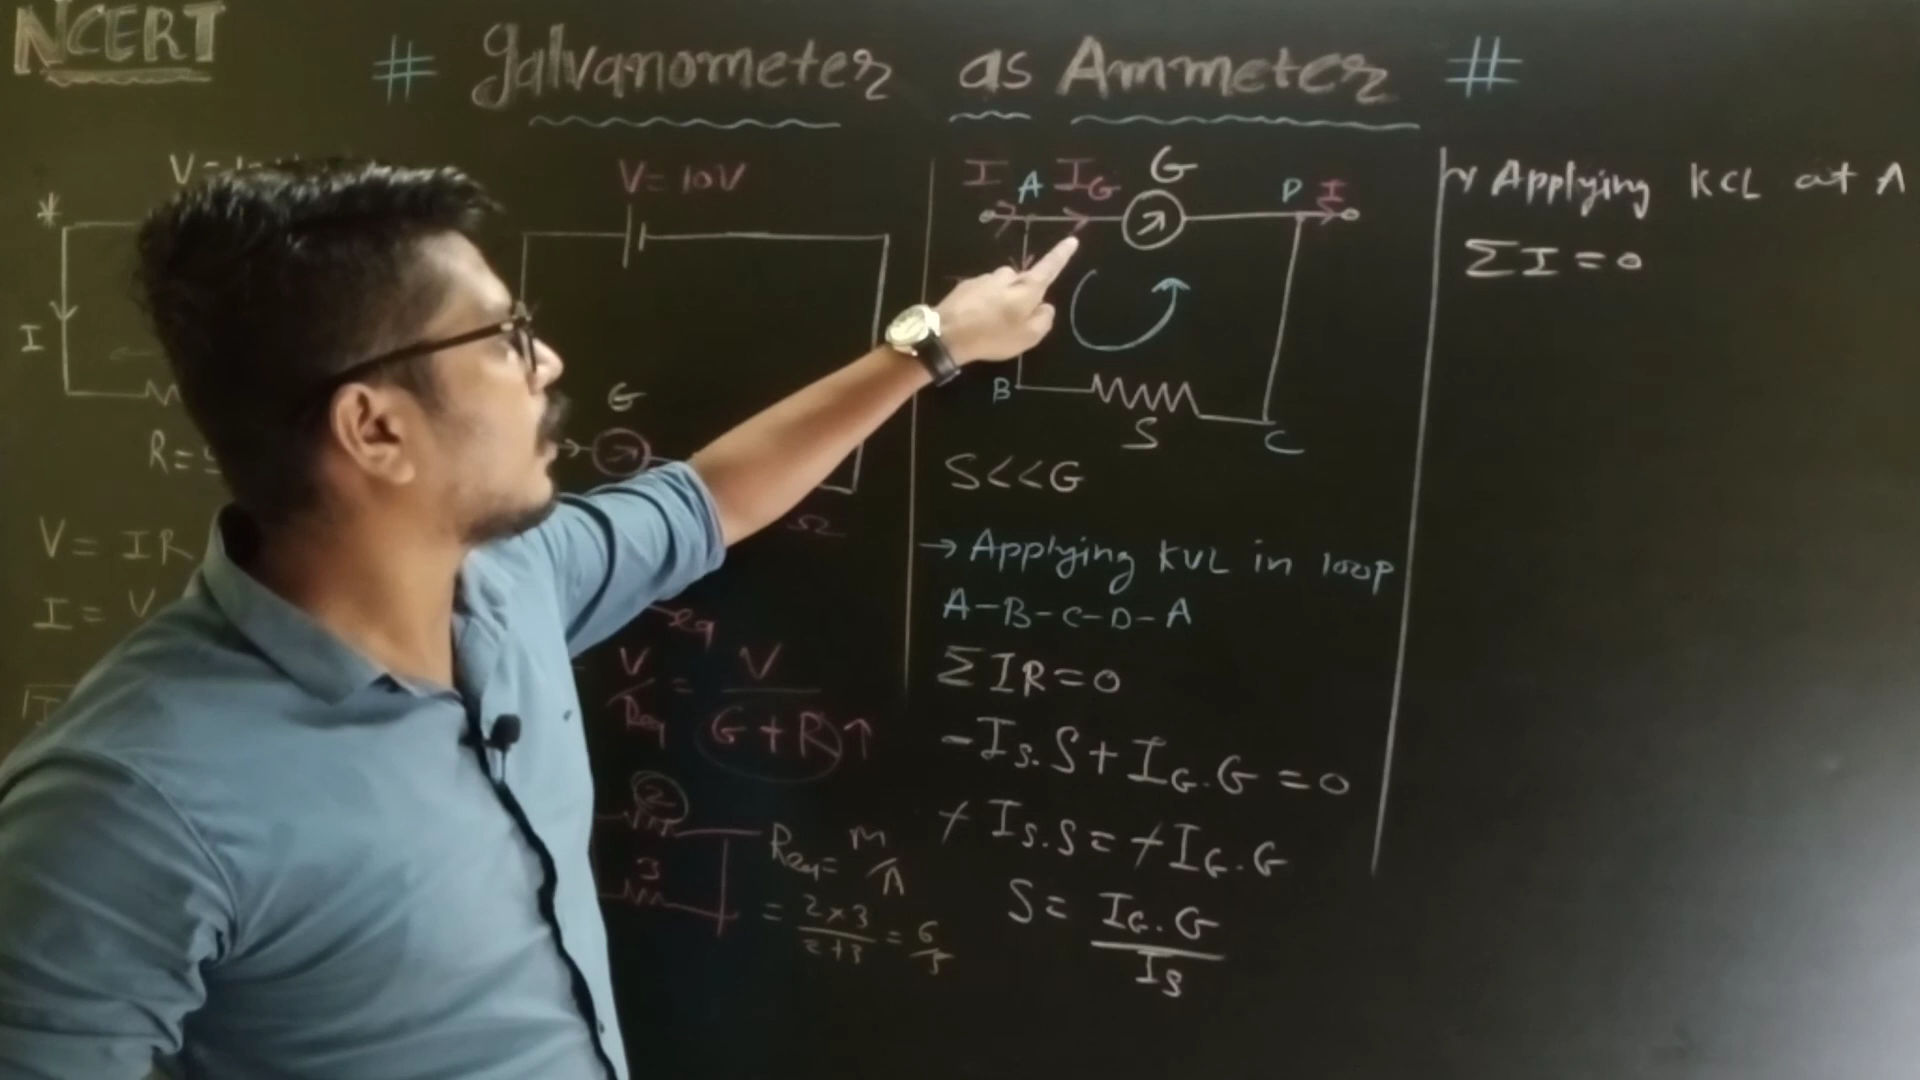 NCERT
# Galvanometer as Ammeter #
*
I
V = IR
I = V
V = 10V
G
Ω
V/Req = V/G+R ↑
2
3
Req = m/A
= 2×3/2+3 = 6/5
I A IG G D I
B S C
S<<G
→ Applying KVL in loop
A-B-C-D-A
ΣIR=0
-Is.S+IG.G=0
+Is.S=+IG.G
S= IG.G/Is
Applying KCL at A
ΣI=0